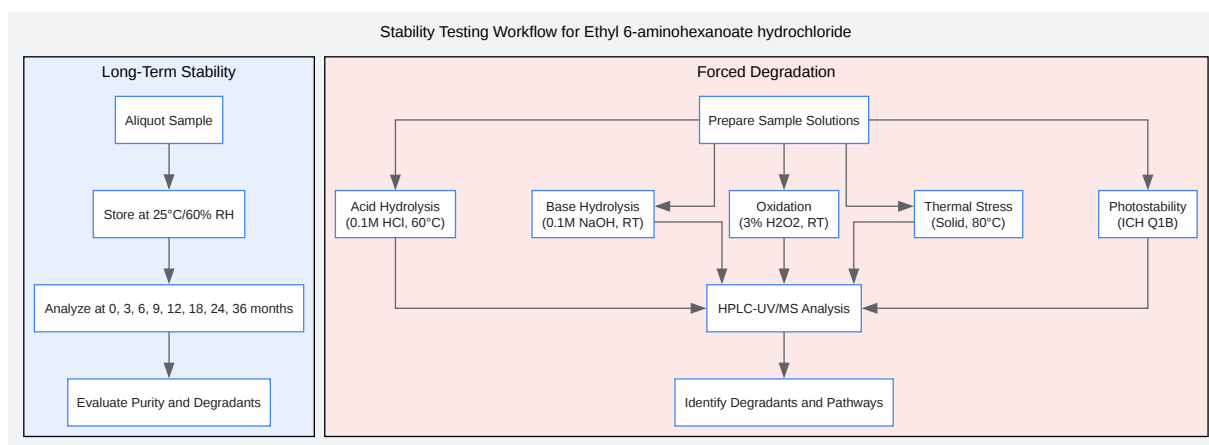 Stability Testing Workflow for Ethyl 6-aminohexanoate hydrochloride
Long-Term Stability
Aliquot Sample
Store at 25°C/60% RH
Analyze at 0, 3, 6, 9, 12, 18, 24, 36 months
Evaluate Purity and Degradants
Forced Degradation
Prepare Sample Solutions
Acid Hydrolysis
(0.1M HCl, 60°C)
Base Hydrolysis
(0.1M NaOH, RT)
Oxidation
(3% H2O2, RT)
Thermal Stress
(Solid, 80°C)
Photostability
(ICH Q1B)
HPLC-UV/MS Analysis
Identify Degradants and Pathways